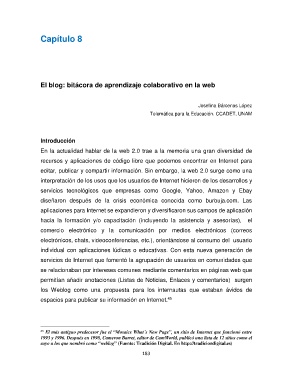 Capítulo 8
El blog: bitácora de aprendizaje colaborativo en la web
Josefina Bárcenas López
Telemática para la Educación. CCADET, UNAM
Introducción
En la actualidad hablar de la web 2.0 trae a la memoria una gran diversidad de
recursos y aplicaciones de código libre que podemos encontrar en Internet para
editar, publicar y compartir información. Sin embargo, la web 2.0 surge como una
interpretación de los usos que los usuarios de Internet hicieron de los desarrollos y
servicios tecnológicos que empresas como Google, Yahoo, Amazon y Ebay
diseñaron después de la crisis económica conocida como burbuja.com. Las
aplicaciones para Internet se expandieron y diversificaron sus campos de aplicación
hacia la formación y/o capacitación (incluyendo la asistencia y asesorías), el
comercio electrónico y la comunicación por medios electrónicos (correos
electrónicos, chats, videoconferencias, etc.), orientándose al consumo del usuario
individual con aplicaciones lúdicas o educativas. Con esta nueva generación de
servicios de Internet que fomentó la agrupación de usuarios en comunidades que
se relacionaban por intereses comunes mediante comentarios en páginas web que
permitían añadir anotaciones (Listas de Noticias, Enlaces y comentarios) surgen
los Weblog como una propuesta para los internautas que estaban ávidos de
espacios para publicar su información en Internet.⁴⁵
⁴⁵ El más antiguo predecesor fue el "Mosaics What's New Page", un sitio de Internet que funcionó entre
1993 y 1996. Después en 1998, Cameron Barret, editor de CamWorld, publicó una lista de 12 sitios como el
suyo a los que nombró como "weblog" (Fuente: Tradición Digital. En http://tradiciondigital.es)
183